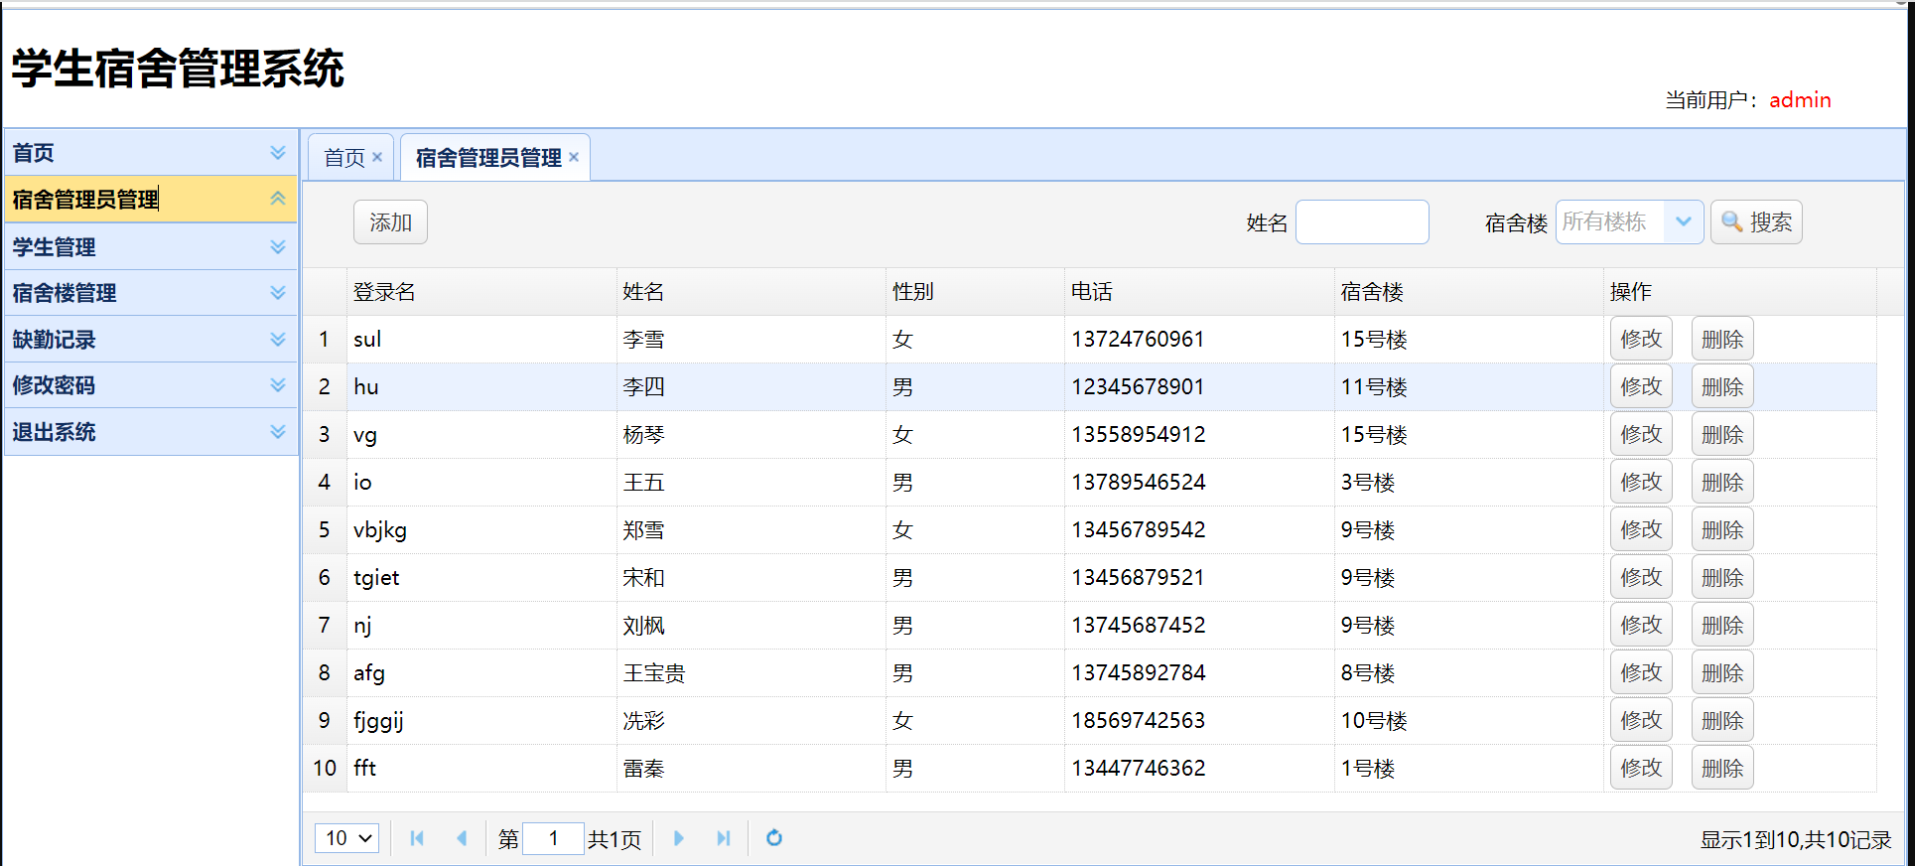 学生宿舍管理系统
当前用户： admin
首页
宿舍管理员管理
学生管理
宿舍楼管理
缺勤记录
修改密码
退出系统
首页 × 宿舍管理员管理 ×
添加 姓名 宿舍楼 所有楼栋 搜索
登录名 姓名 性别 电话 宿舍楼 操作
1 sul 李雪 女 13724760961 15号楼 修改 删除
2 hu 李四 男 12345678901 11号楼 修改 删除
3 vg 杨琴 女 13558954912 15号楼 修改 删除
4 io 王五 男 13789546524 3号楼 修改 删除
5 vbjkg 郑雪 女 13456789542 9号楼 修改 删除
6 tgiet 宋和 男 13456879521 9号楼 修改 删除
7 nj 刘枫 男 13745687452 9号楼 修改 删除
8 afg 王宝贵 男 13745892784 8号楼 修改 删除
9 fjggij 冼彩 女 18569742563 10号楼 修改 删除
10 fft 雷秦 男 13447746362 1号楼 修改 删除
10 第 1 共1页 显示1到10,共10记录